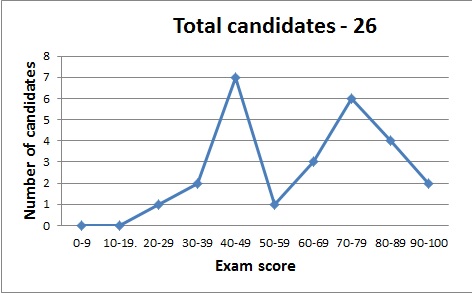 Total candidates - 26
Number of candidates
8
7
6
5
4
3
2
1
0
0-9 10-19. 20-29 30-39 40-49 50-59 60-69 70-79 80-89 90-100
Exam score